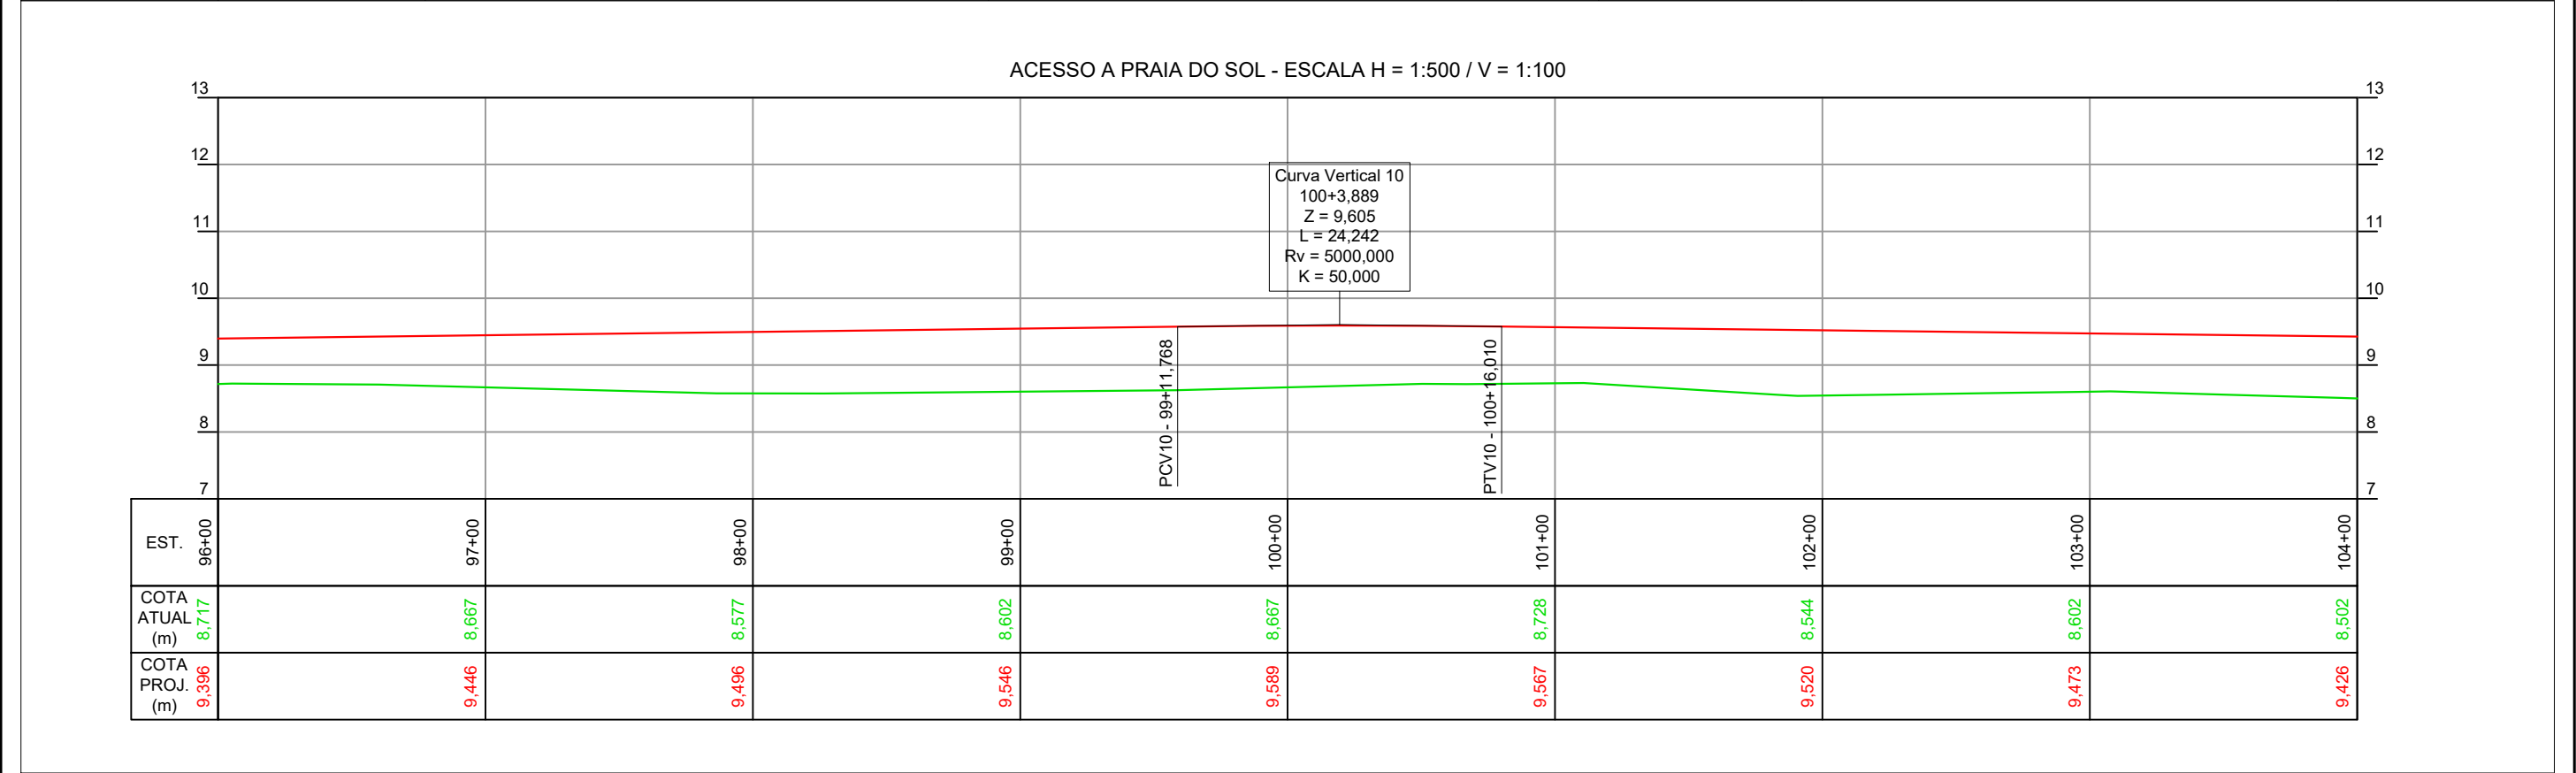 ACESSO A PRAIA DO SOL - ESCALA H = 1:500 / V = 1:100
13
13
12
12
11
11
10
10
9
9
8
8
7
7
Curva Vertical 10
100+3,889
Z = 9,605
L = 24,242
Rv = 5000,000
K = 50,000
PCV10 - 99+11,768
PTV10 - 100+16,010
EST.
96+00
97+00
98+00
99+00
100+00
101+00
102+00
103+00
104+00
COTA
ATUAL
(m)
8,717
8,667
8,577
8,602
8,667
8,728
8,544
8,602
8,502
COTA
PROJ.
(m)
9,396
9,446
9,496
9,546
9,589
9,567
9,520
9,473
9,426